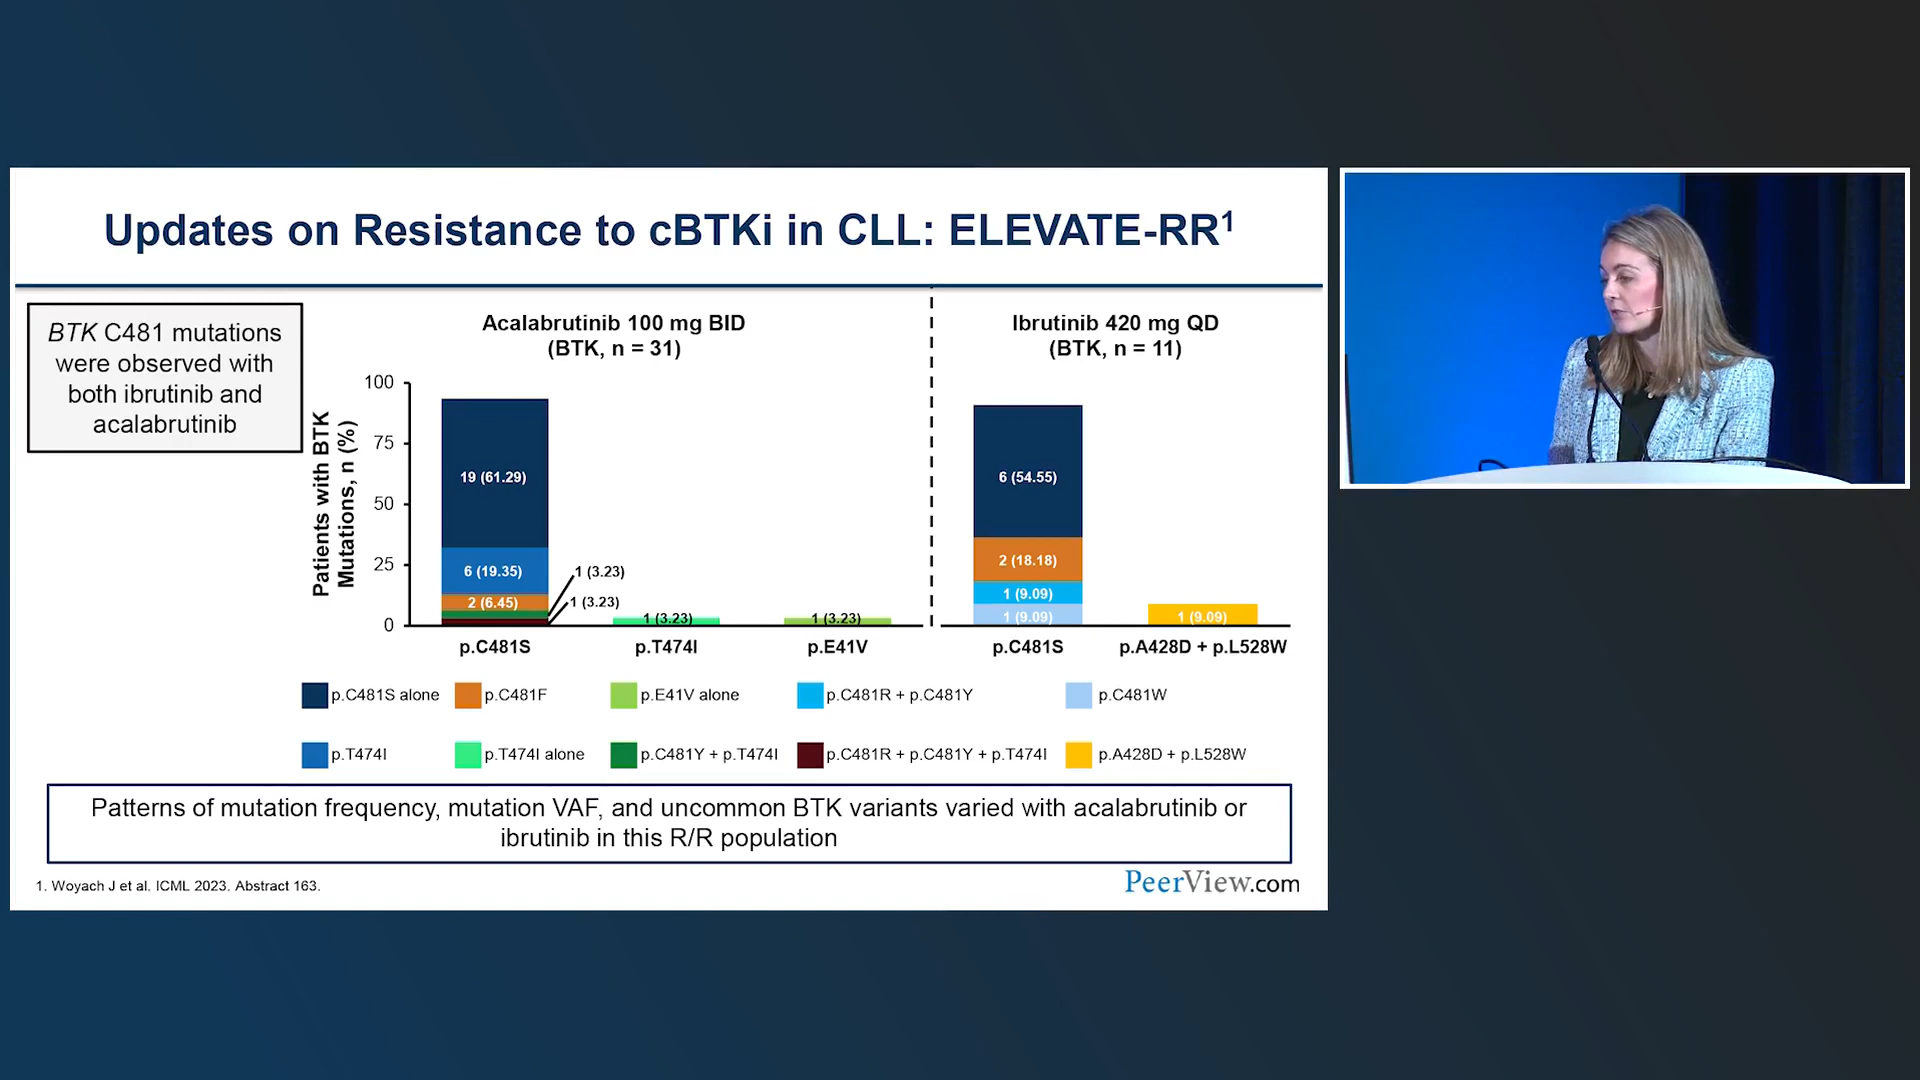 Updates on Resistance to cBTKi in CLL: ELEVATE-RR1
BTK C481 mutations
were observed with
both ibrutinib and
acalabrutinib
Acalabrutinib 100 mg BID
(BTK, n = 31)
Ibrutinib 420 mg QD
(BTK, n = 11)
Patients with BTK
Mutations, n (%)
100
75
50
25
0
19 (61.29)
6 (19.35)
2 (6.45)
1 (3.23)
1 (3.23)
1 (3.23)
1 (3.23)
6 (54.55)
2 (18.18)
1 (9.09)
1 (9.09)
1 (9.09)
p.C481S
p.T474I
p.E41V
p.C481S
p.A428D + p.L528W
p.C481S alone
p.C481F
p.E41V alone
p.C481R + p.C481Y
p.C481W
p.T474I
p.T474I alone
p.C481Y + p.T474I
p.C481R + p.C481Y + p.T474I
p.A428D + p.L528W
Patterns of mutation frequency, mutation VAF, and uncommon BTK variants varied with acalabrutinib or
ibrutinib in this R/R population
1. Woyach J et al. ICML 2023. Abstract 163.
PeerView.com